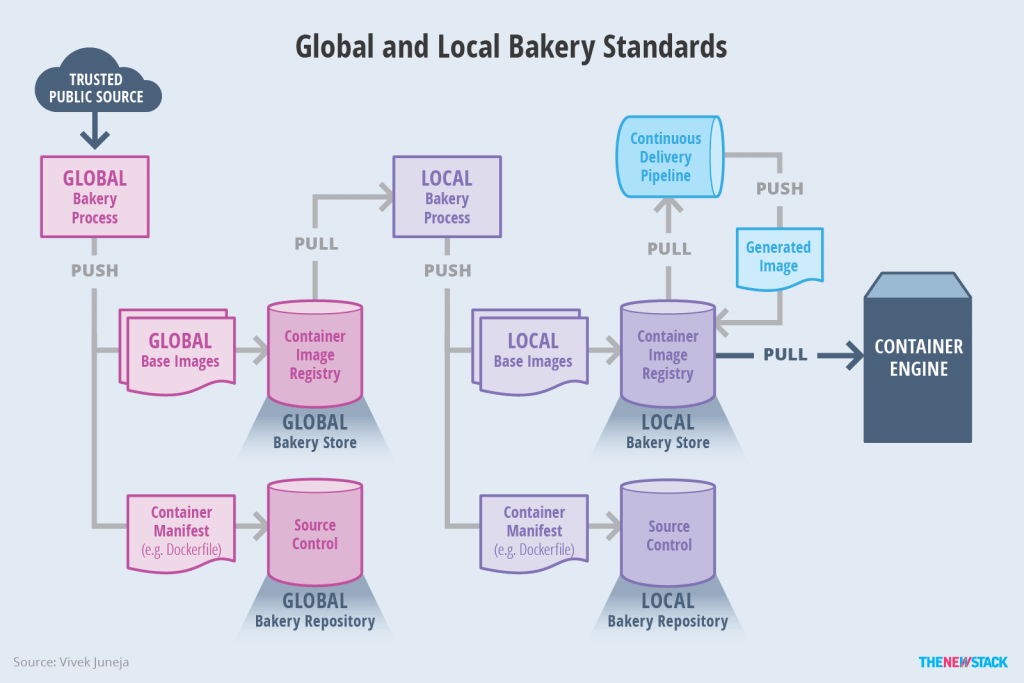 Global and Local Bakery Standards
TRUSTED
PUBLIC SOURCE
GLOBAL
Bakery
Process
PUSH
GLOBAL
Base Images
Container
Image
Registry
GLOBAL
Bakery Store
Container
Manifest
(e.g. Dockerfile)
Source
Control
GLOBAL
Bakery Repository
PULL
LOCAL
Bakery
Process
PUSH
LOCAL
Base Images
Container
Image
Registry
LOCAL
Bakery Store
Container
Manifest
(e.g. Dockerfile)
Source
Control
LOCAL
Bakery Repository
PULL
Continuous
Delivery
Pipeline
PUSH
Generated
Image
PULL
CONTAINER
ENGINE
Source: Vivek Juneja
THENEWSTACK